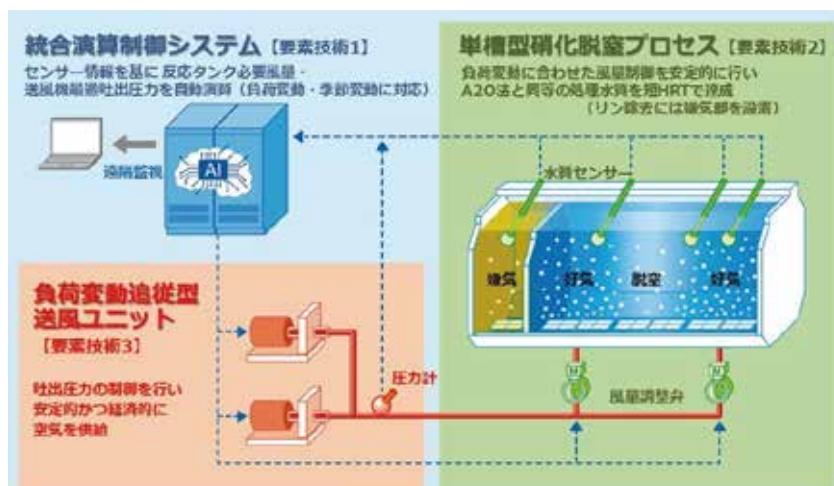 統合演算制御システム【要素技術1】
センサー情報を基に 反応タンク必要風量・
送風機最適吐出圧力を自動演算（負荷変動・季節変動に対応）
遠隔監視
AI
単槽型硝化脱窒プロセス【要素技術2】
負荷変動に合わせた風量制御を安定的に行い
A2O法と同等の処理水質を短HRTで達成
（リン除去には嫌気部を設置）
水質センサー
嫌気
好気
脱窒
好気
負荷変動追従型
送風ユニット
【要素技術3】
吐出圧力の制御を行い
安定的かつ経済的に
空気を供給
圧力計
M
M
風量調整弁